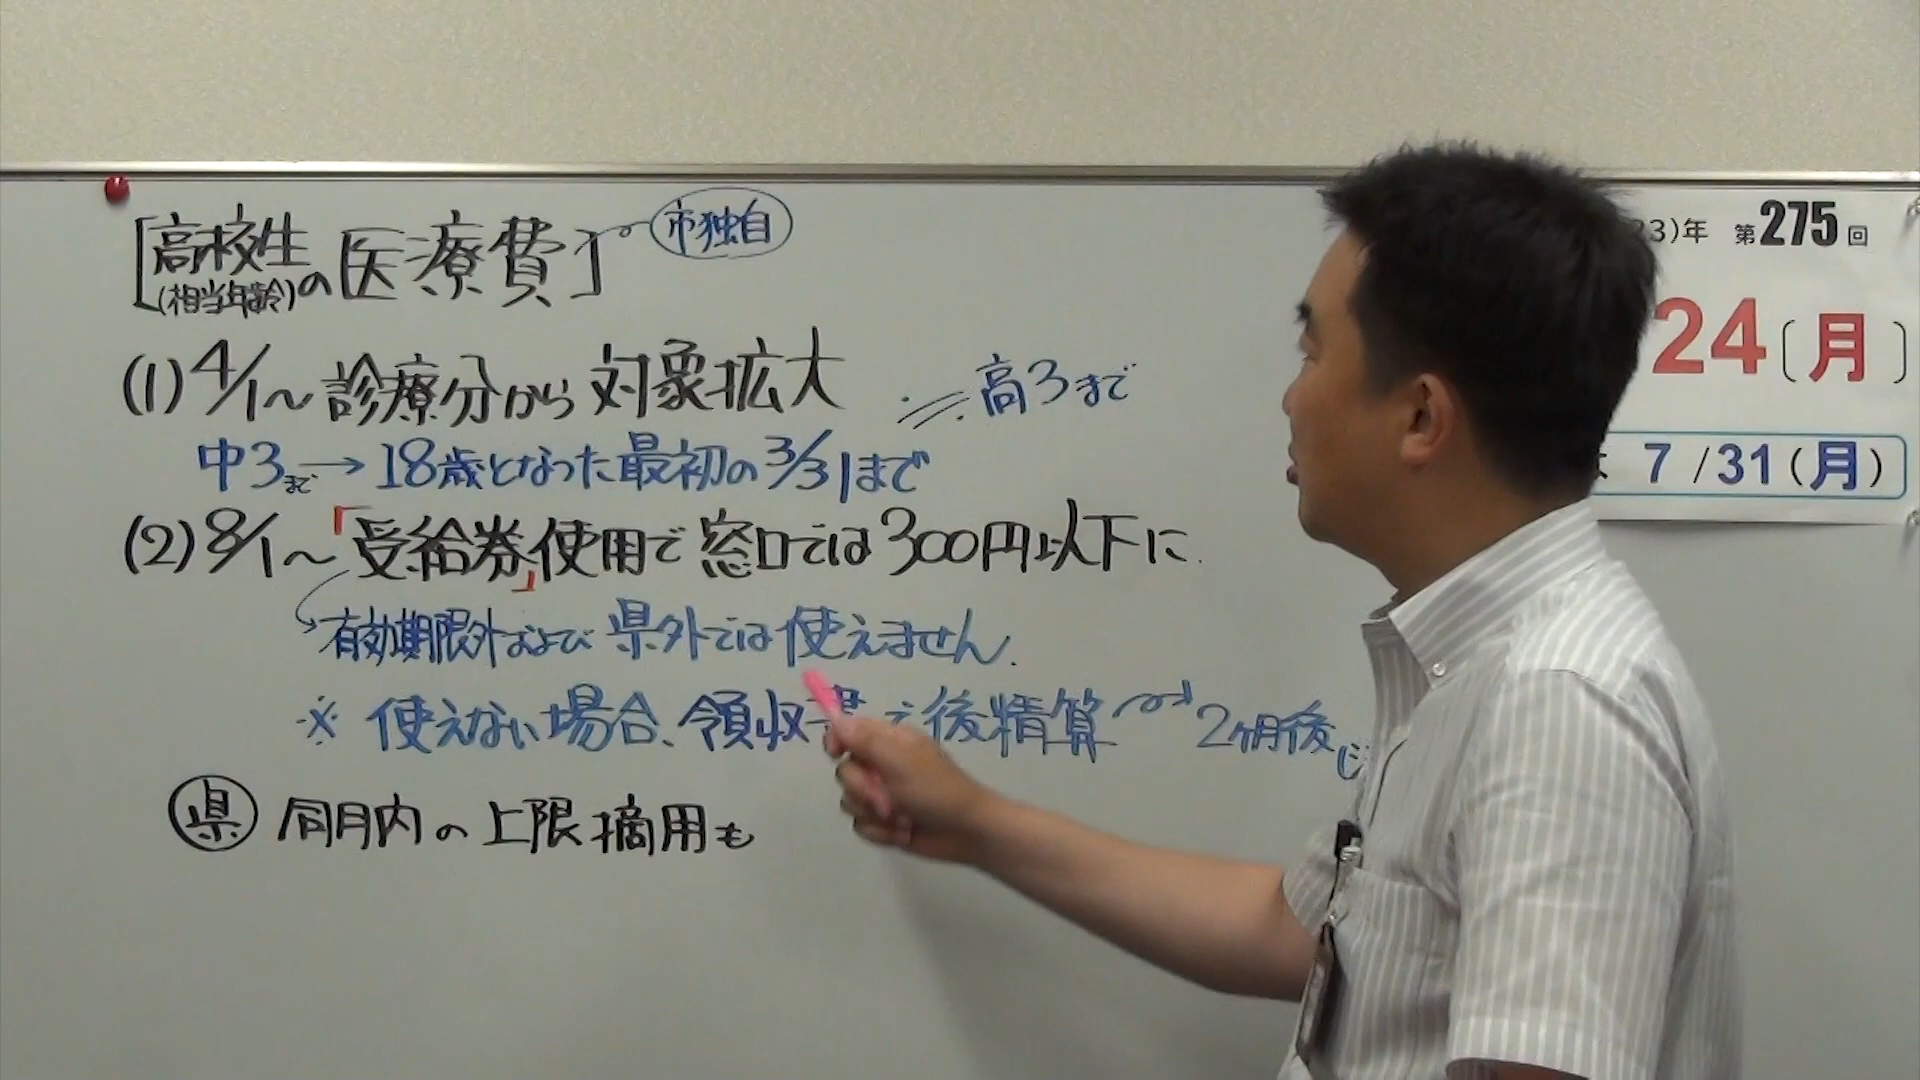 [高校生(相当年齢)の医療費] 市独自
(1) 4/1〜診療分から対象拡大
高3まで
中3まで→18歳となった最初の3/31まで
(2) 8/1〜「受給券」使用で窓口では300円以下に
有効期限外および県外では使えません.
※使えない場合、領収書で後精算 2ヶ月後に
県 同月内の上限摘用も
3)年 第275回
24(月)
7/31(月)